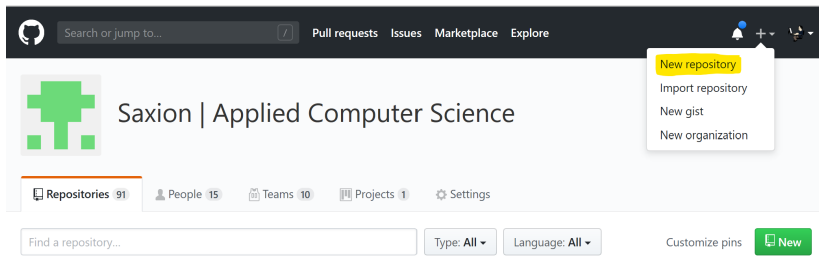 Search or jump to... /
Pull requests Issues Marketplace Explore
New repository
Import repository
New gist
New organization
Saxion | Applied Computer Science
Repositories 91 People 15 Teams 10 Projects 1 Settings
Find a repository... Type: All Language: All Customize pins New